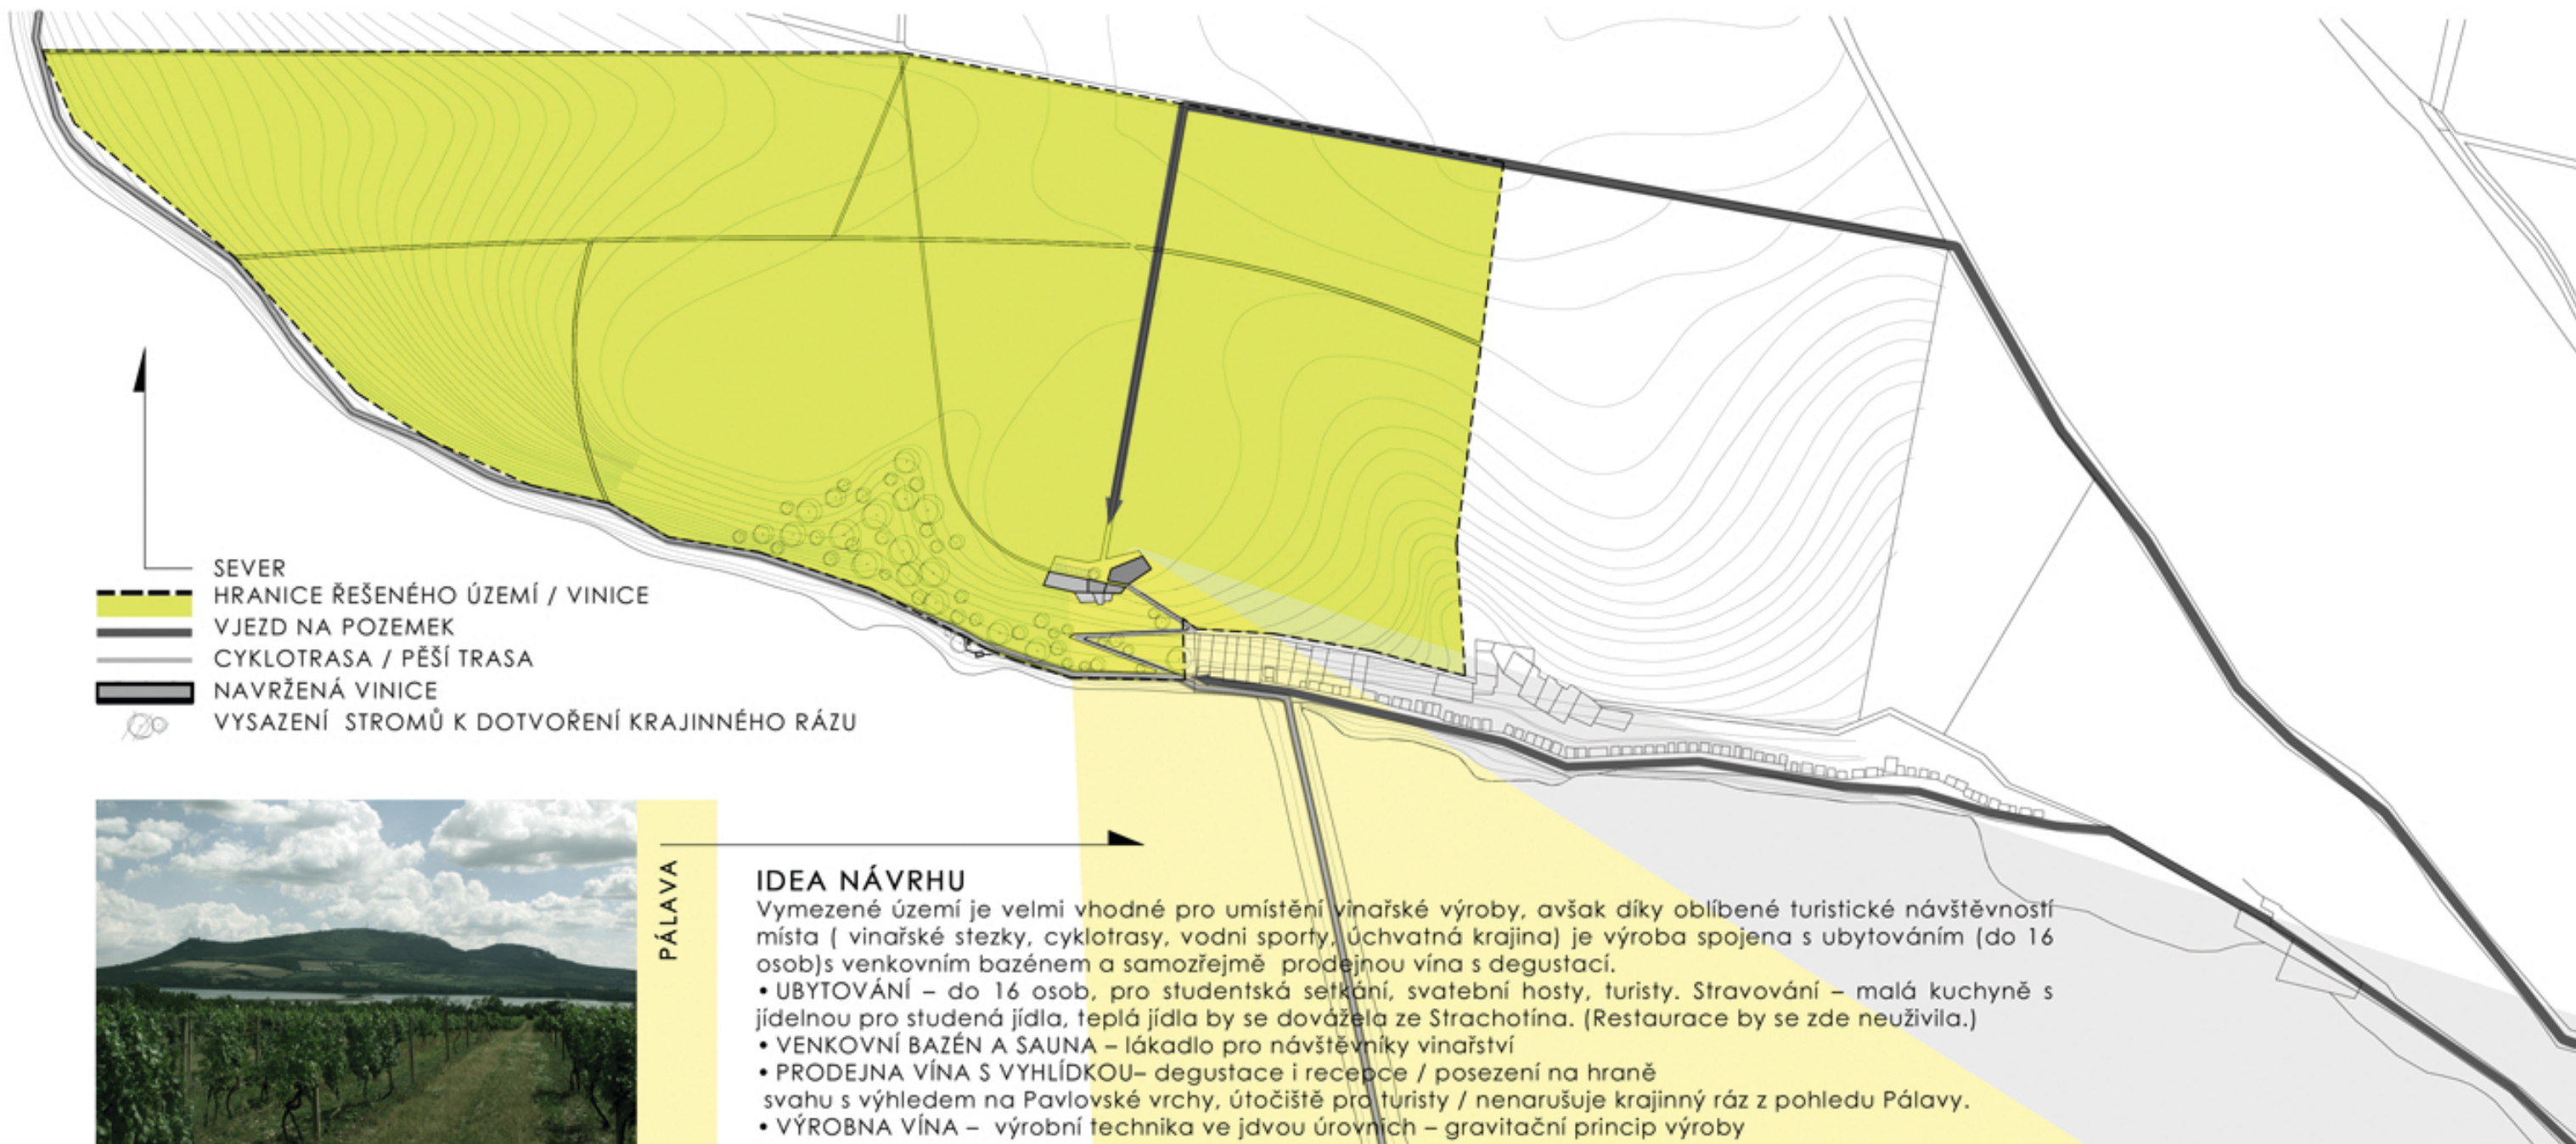 SEVER
HRANICE ŘEŠENÉHO ÚZEMÍ / VINICE
VJEZD NA POZEMEK
CYKLOTRASA / PĚŠÍ TRASA
NAVRŽENÁ VINICE
VYSAZENÍ STROMŮ K DOTVOŘENÍ KRAJINNÉHO RÁZU
PÁLAVA
IDEA NÁVRHU
Vymezené území je velmi vhodné pro umístění vinařské výroby, avšak díky oblíbené turistické návštěvností
místa ( vinařské stezky, cyklotrasy, vodni sporty, úchvatná krajina) je výroba spojena s ubytováním (do 16
osob)s venkovním bazénem a samozřejmě prodejnou vína s degustací.
• UBYTOVÁNÍ – do 16 osob, pro studentská setkání, svatební hosty, turisty. Stravování – malá kuchyně s
jídelnou pro studená jídla, teplá jídla by se dovážela ze Strachotína. (Restaurace by se zde neuživila.)
• VENKOVNÍ BAZÉN A SAUNA – lákadlo pro návštěvníky vinařství
• PRODEJNA VÍNA S VYHLÍDKOU– degustace i recepce / posezení na hraně
svahu s výhledem na Pavlovské vrchy, útočiště pro turisty / nenarušuje krajinný ráz z pohledu Pálavy.
• VÝROBNA VÍNA – výrobní technika ve jdvou úrovních – gravitační princip výroby